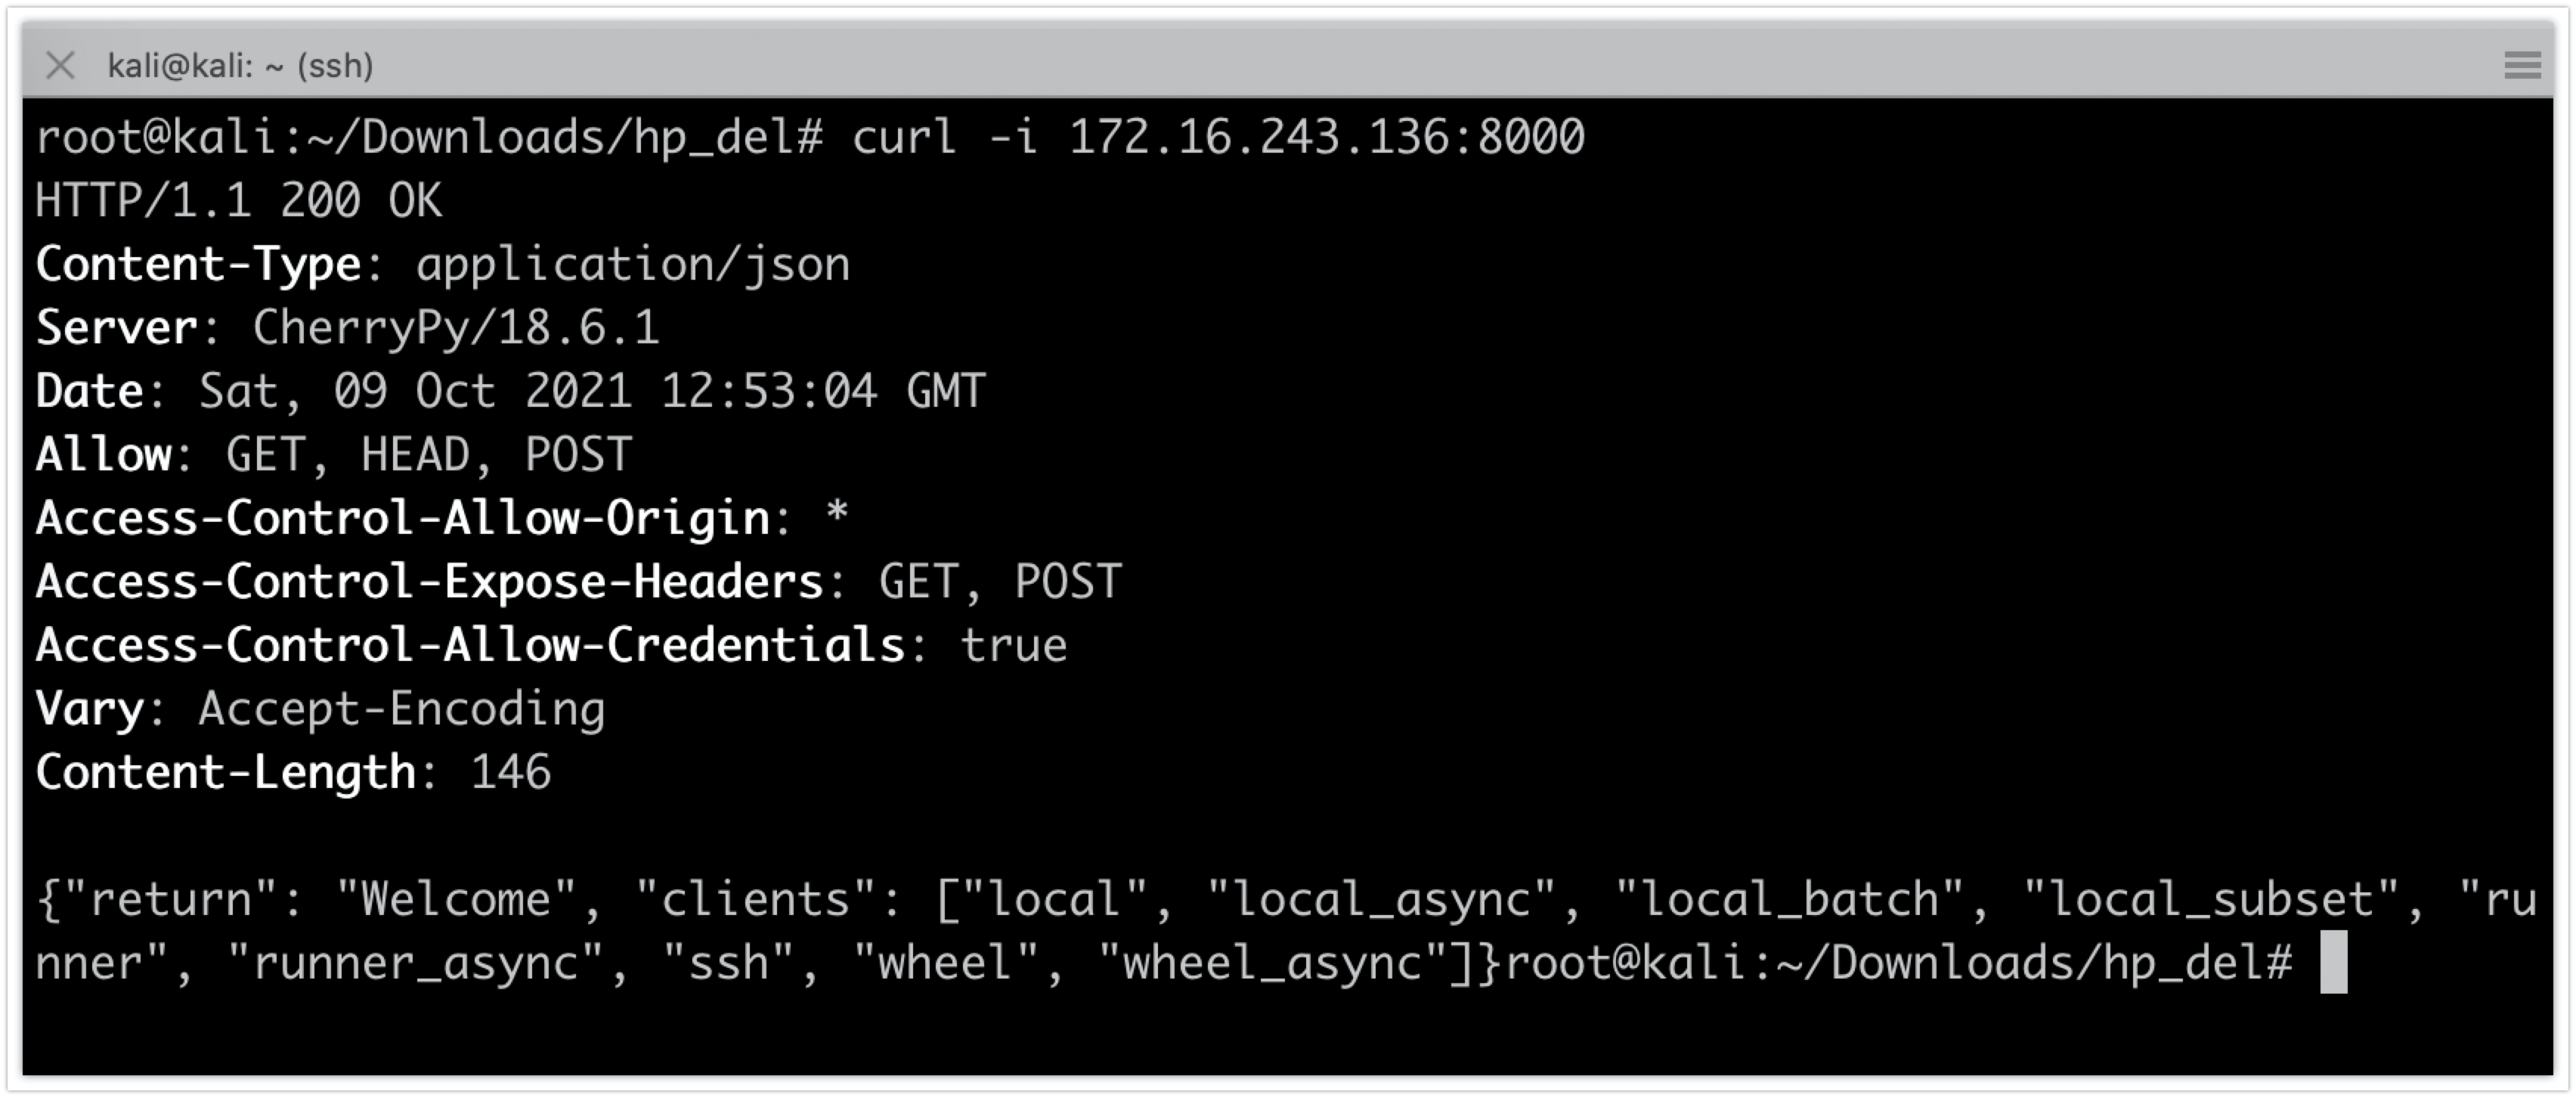 kali@kali: ~ (ssh)
root@kali:~/Downloads/hp_del# curl -i 172.16.243.136:8000
HTTP/1.1 200 OK
Content-Type: application/json
Server: CherryPy/18.6.1
Date: Sat, 09 Oct 2021 12:53:04 GMT
Allow: GET, HEAD, POST
Access-Control-Allow-Origin: *
Access-Control-Expose-Headers: GET, POST
Access-Control-Allow-Credentials: true
Vary: Accept-Encoding
Content-Length: 146
{"return": "Welcome", "clients": ["local", "local_async", "local_batch", "local_subset", "ru
nner", "runner_async", "ssh", "wheel", "wheel_async"]}root@kali:~/Downloads/hp_del#